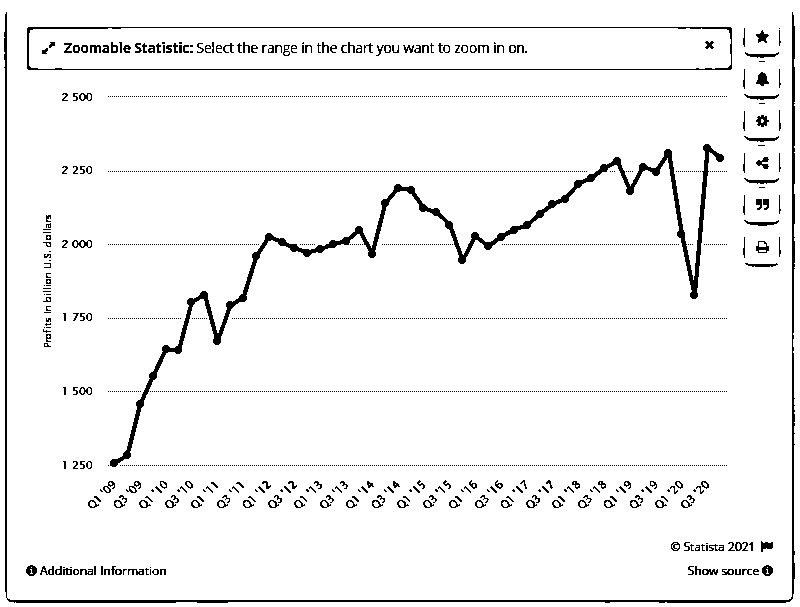 Zoomable Statistic: Select the range in the chart you want to zoom in on.
2 500
2 250
2 000
1 750
1 500
1 250
Profits in billion U.S. dollars
Q1 '09
Q3 '09
Q1 '10
Q3 '10
Q1 '11
Q3 '11
Q1 '12
Q3 '12
Q1 '13
Q3 '13
Q1 '14
Q3 '14
Q1 '15
Q3 '15
Q1 '16
Q3 '16
Q1 '17
Q3 '17
Q1 '18
Q3 '18
Q1 '19
Q3 '19
Q1 '20
Q3 '20
© Statista 2021
Additional Information
Show source